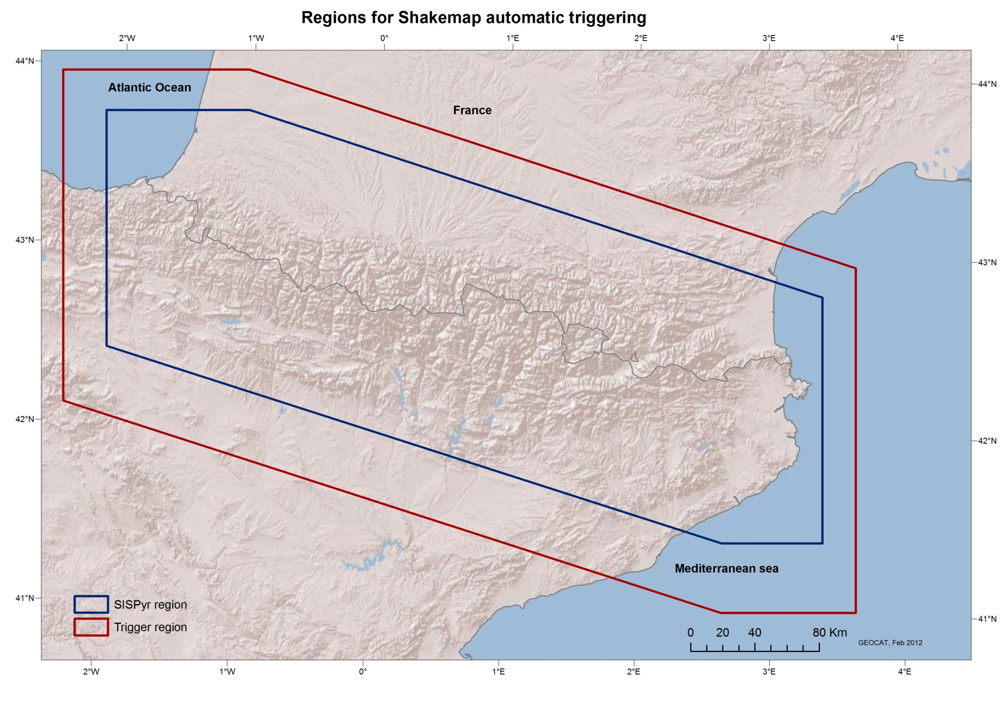 Regions for Shakemap automatic triggering
2°W 1°W 0° 1°E 2°E 3°E 4°E
44°N
44°N
Atlantic Ocean
France
43°N
43°N
42°N
42°N
Mediterranean sea
41°N
41°N
SISPyr region
Trigger region
0 20 40 80 Km
GEOCAT, Feb 2012
2°W 1°W 0° 1°E 2°E 3°E 4°E